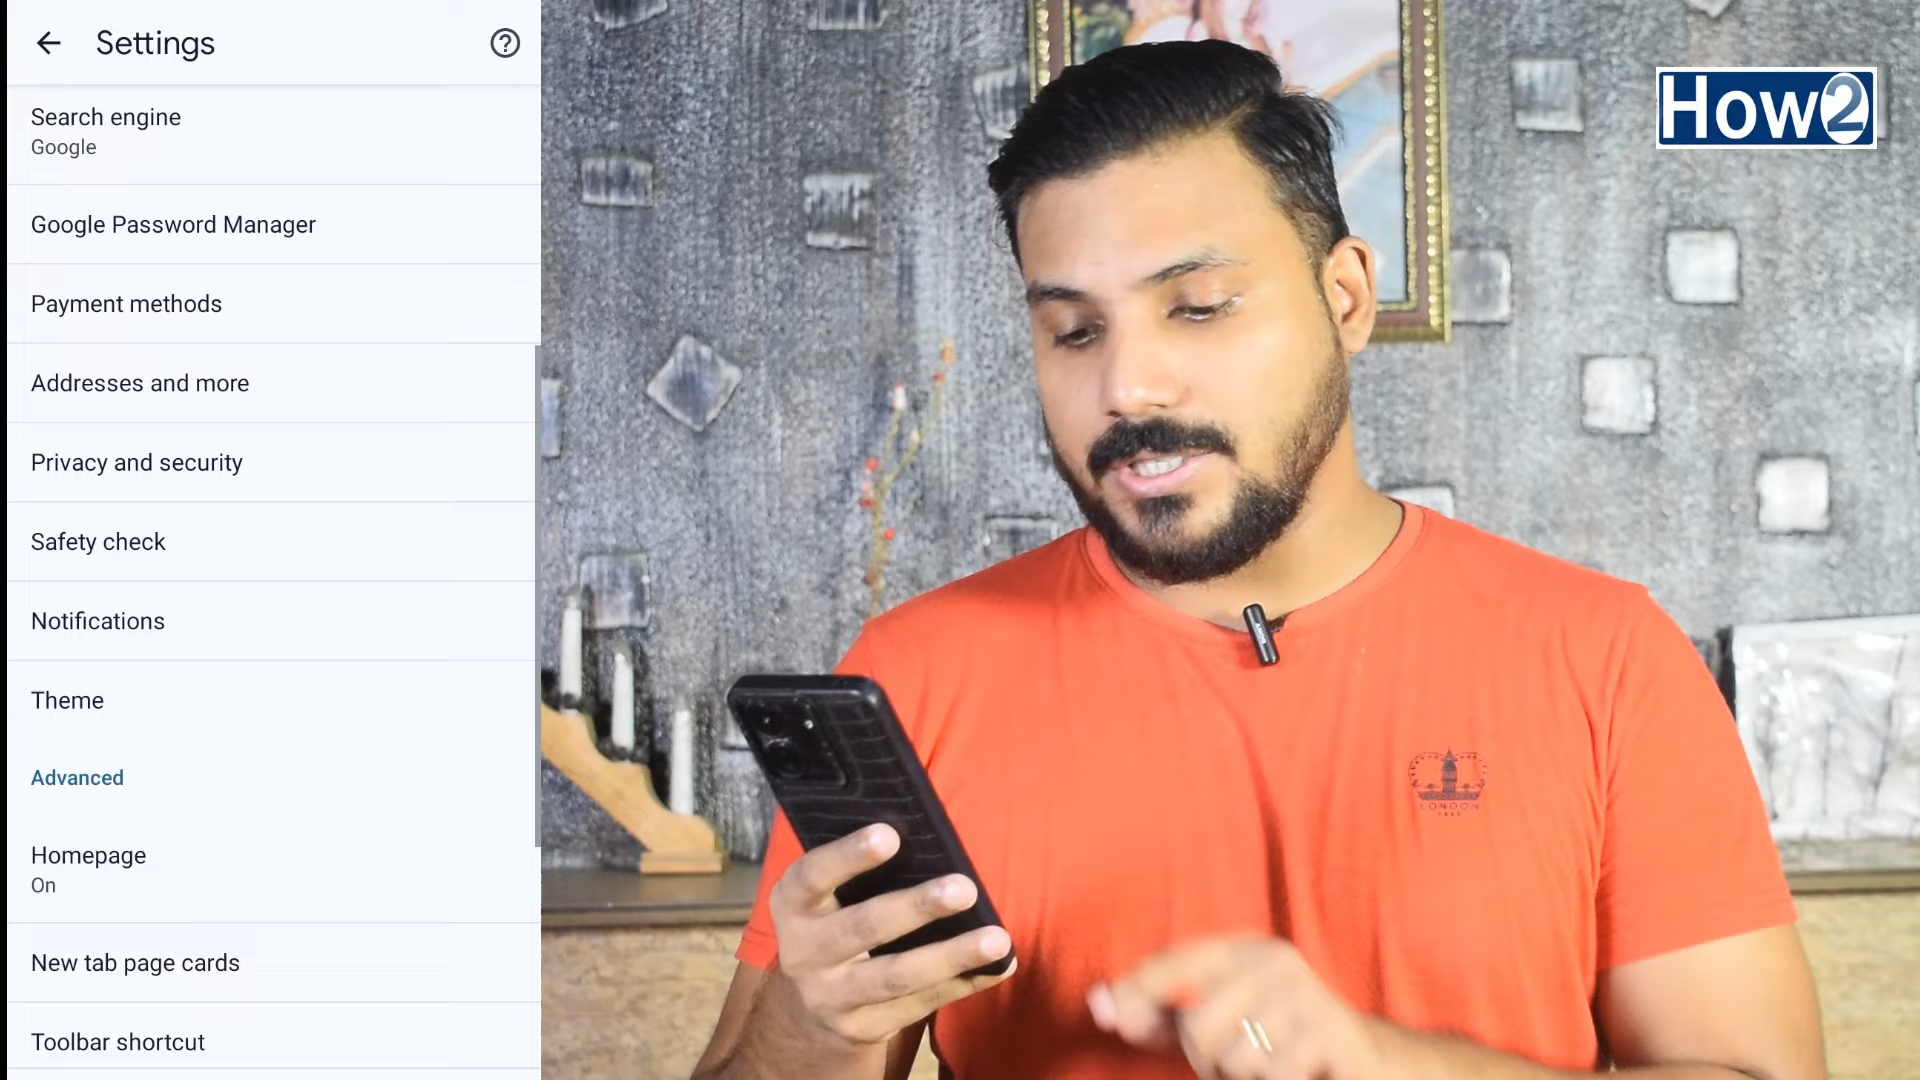 Settings
Search engine
Google
Google Password Manager
Payment methods
Addresses and more
Privacy and security
Safety check
Notifications
Theme
Advanced
Homepage
On
New tab page cards
Toolbar shortcut
How2
LONDON